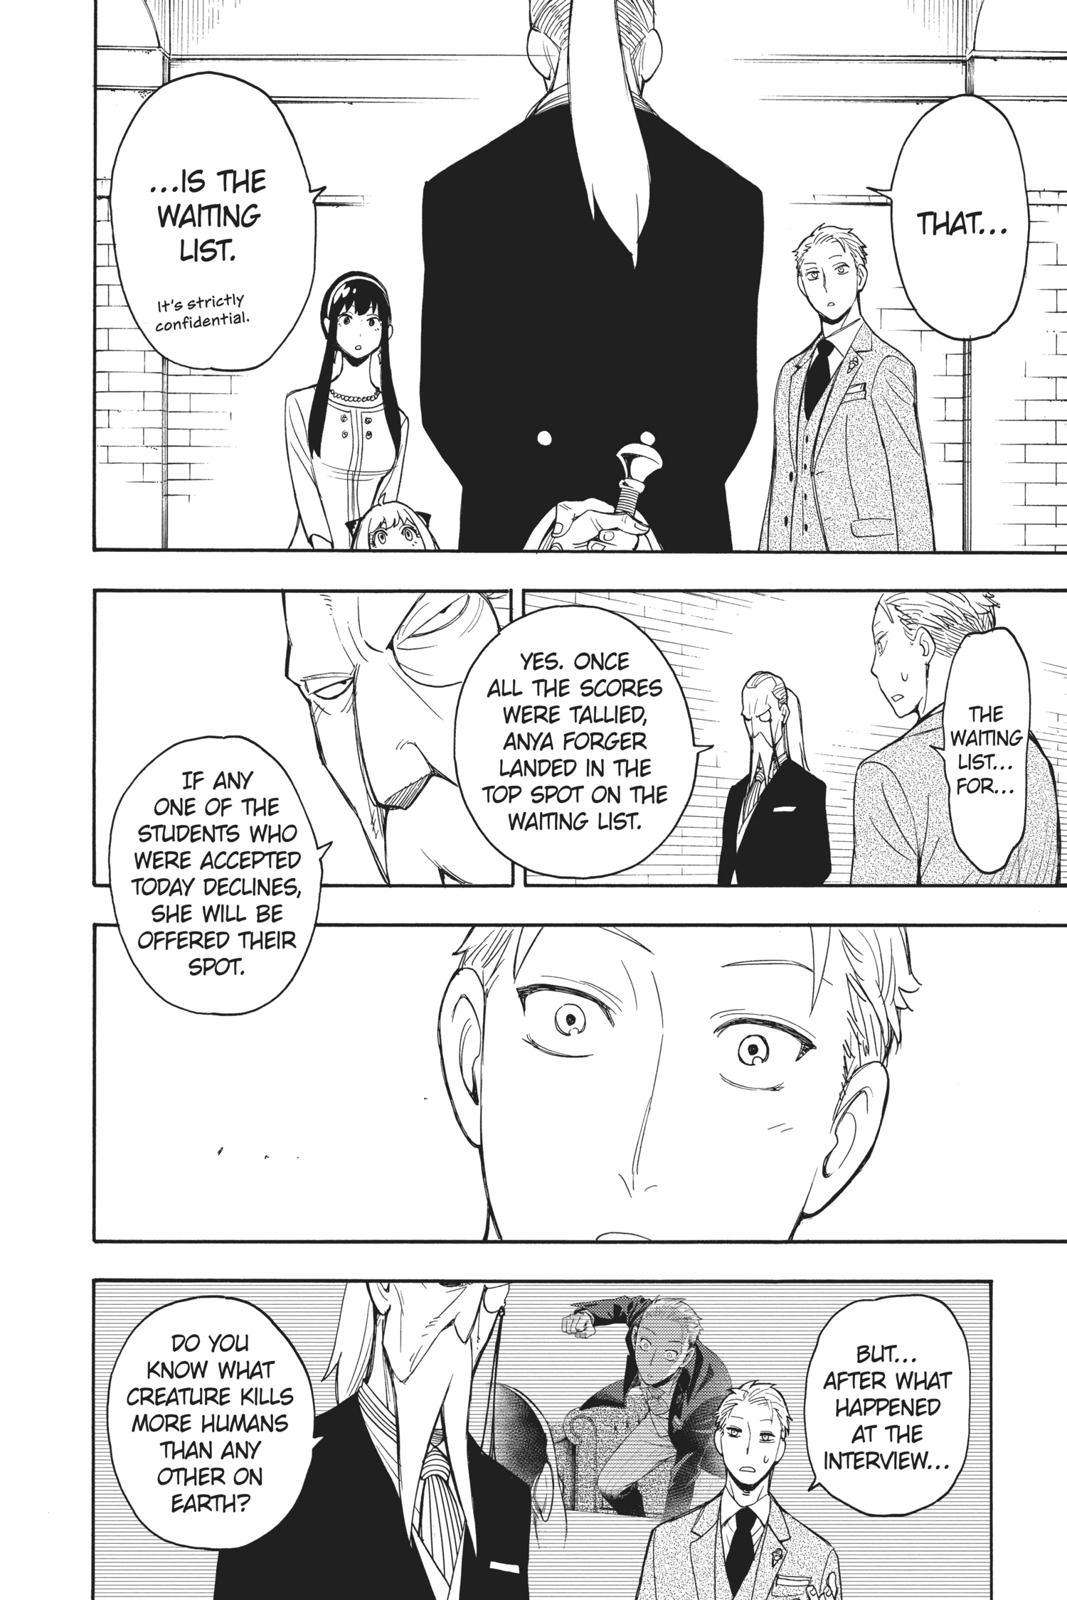 THAT...
...IS THE
WAITING
LIST.
It's strictly
confidential.
THE
WAITING
LIST...
FOR...
YES. ONCE
ALL THE SCORES
WERE TALLIED,
ANYA FORGER
LANDED IN THE
TOP SPOT ON THE
WAITING LIST.
IF ANY
ONE OF THE
STUDENTS WHO
WERE ACCEPTED
TODAY DECLINES,
SHE WILL BE
OFFERED THEIR
SPOT.
BUT...
AFTER WHAT
HAPPENED
AT THE
INTERVIEW...
DO YOU
KNOW WHAT
CREATURE KILLS
MORE HUMANS
THAN ANY
OTHER ON
EARTH?